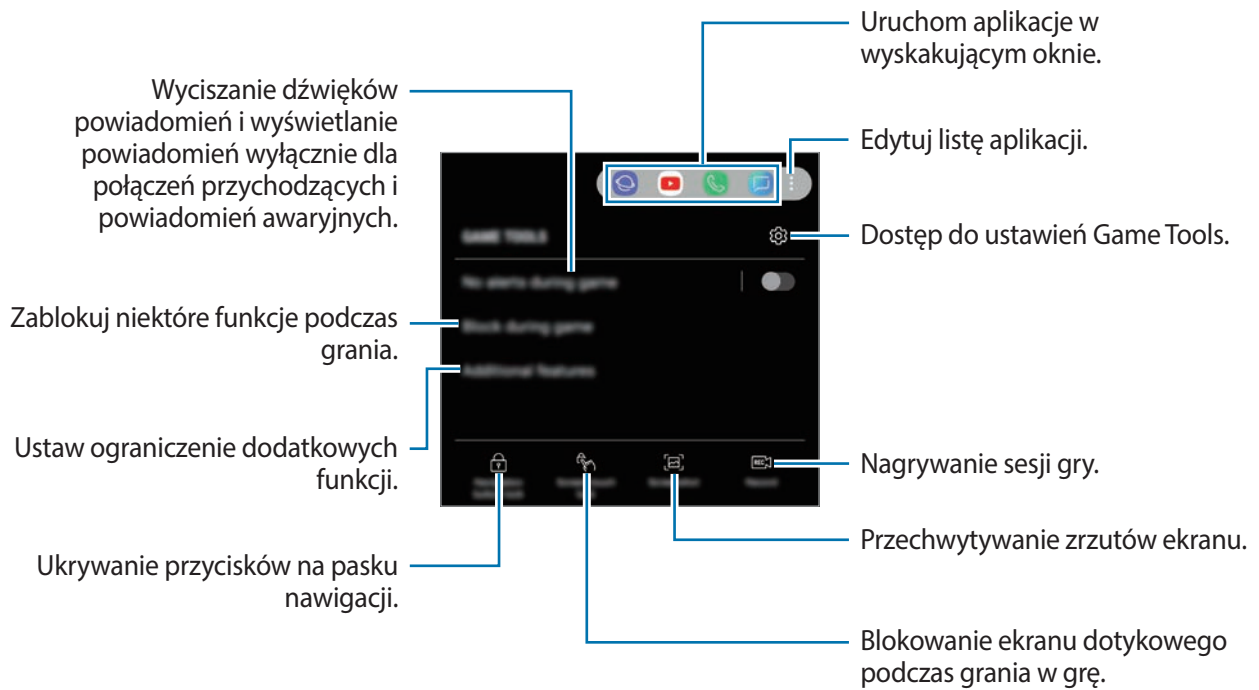 Uruchom aplikacje w
wyskakującym oknie.
Wyciszanie dźwięków
powiadomień i wyświetlanie
powiadomień wyłącznie dla
połączeń przychodzących i
powiadomień awaryjnych.
Edytuj listę aplikacji.
GAME TOOLS
Dostęp do ustawień Game Tools.
No alerts during game
Zablokuj niektóre funkcje podczas
grania.
Block during game
Additional features
Ustaw ograniczenie dodatkowych
funkcji.
REC
Nagrywanie sesji gry.
Przechwytywanie zrzutów ekranu.
Ukrywanie przycisków na pasku
nawigacji.
Blokowanie ekranu dotykowego
podczas grania w grę.